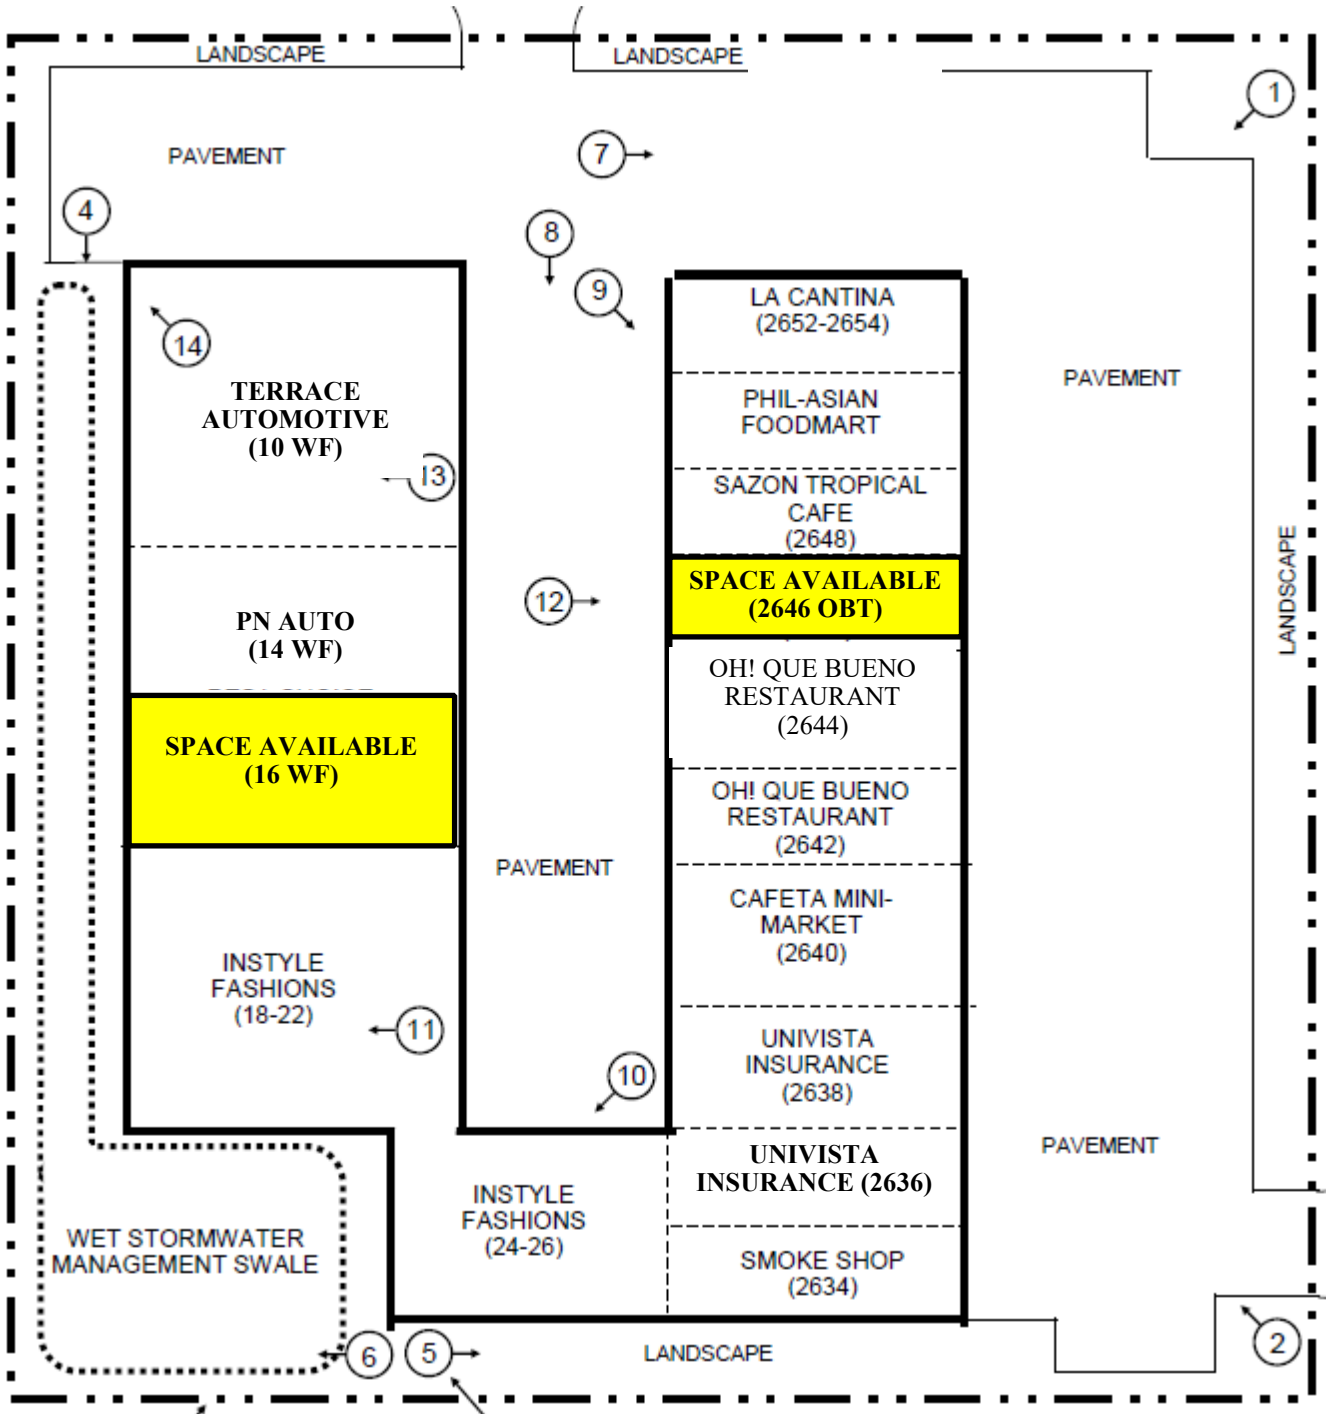 LANDSCAPE
LANDSCAPE
1
PAVEMENT
7
4
8
9
14
LA CANTINA
(2652-2654)
TERRACE
AUTOMOTIVE
(10 WF)
PAVEMENT
PHIL-ASIAN
FOODMART
13
SAZON TROPICAL
CAFE
(2648)
LANDSCAPE
12
SPACE AVAILABLE
(2646 OBT)
PN AUTO
(14 WF)
OH! QUE BUENO
RESTAURANT
(2644)
SPACE AVAILABLE
(16 WF)
OH! QUE BUENO
RESTAURANT
(2642)
PAVEMENT
CAFETA MINI-
MARKET
(2640)
INSTYLE
FASHIONS
(18-22)
11
UNIVISTA
INSURANCE
(2638)
10
PAVEMENT
UNIVISTA
INSURANCE (2636)
INSTYLE
FASHIONS
(24-26)
WET STORMWATER
MANAGEMENT SWALE
SMOKE SHOP
(2634)
6
5
LANDSCAPE
2